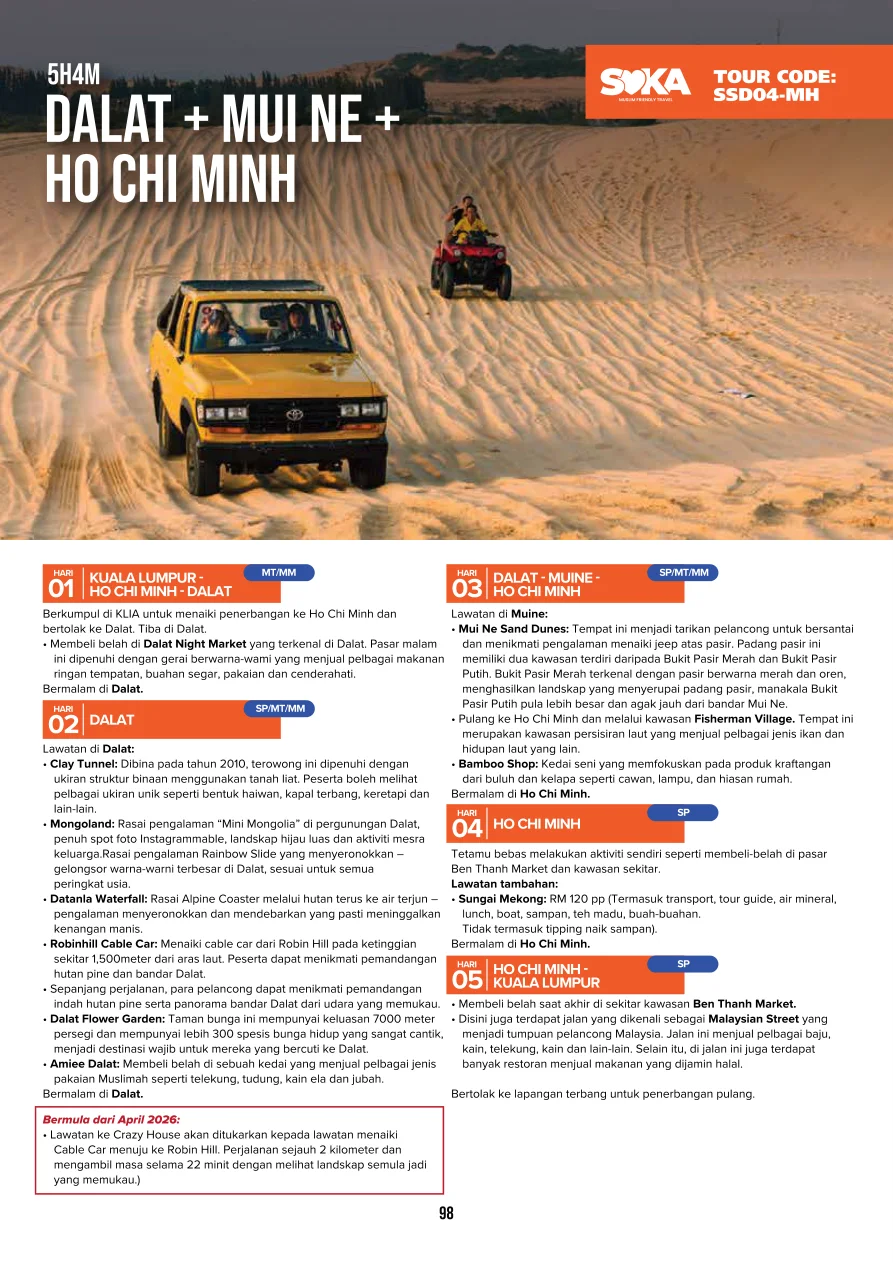 5H4M
DALAT + MUI NE +
HO CHI MINH
SOKA
MUSLIM FRIENDLY TRAVEL
TOUR CODE:
SSD04-MH
HARI
01
KUALA LUMPUR -
HO CHI MINH - DALAT
MT/MM
Berkumpul di KLIA untuk menaiki penerbangan ke Ho Chi Minh dan
bertolak ke Dalat. Tiba di Dalat.
• Membeli belah di Dalat Night Market yang terkenal di Dalat. Pasar malam
ini dipenuhi dengan gerai berwarna-wami yang menjual pelbagai makanan
ringan tempatan, buahan segar, pakaian dan cenderahati.
Bermalam di Dalat.
HARI
02
DALAT
SP/MT/MM
Lawatan di Dalat:
• Clay Tunnel: Dibina pada tahun 2010, terowong ini dipenuhi dengan
ukiran struktur binaan menggunakan tanah liat. Peserta boleh melihat
pelbagai ukiran unik seperti bentuk haiwan, kapal terbang, keretapi dan
lain-lain.
• Mongoland: Rasai pengalaman “Mini Mongolia” di pergunungan Dalat,
penuh spot foto Instagrammable, landskap hijau luas dan aktiviti mesra
keluarga.Rasai pengalaman Rainbow Slide yang menyeronokkan –
gelongsor warna-warni terbesar di Dalat, sesuai untuk semua
peringkat usia.
• Datanla Waterfall: Rasai Alpine Coaster melalui hutan terus ke air terjun –
pengalaman menyeronokkan dan mendebarkan yang pasti meninggalkan
kenangan manis.
• Robinhill Cable Car: Menaiki cable car dari Robin Hill pada ketinggian
sekitar 1,500meter dari aras laut. Peserta dapat menikmati pemandangan
hutan pine dan bandar Dalat.
• Sepanjang perjalanan, para pelancong dapat menikmati pemandangan
indah hutan pine serta panorama bandar Dalat dari udara yang memukau.
• Dalat Flower Garden: Taman bunga ini mempunyai keluasan 7000 meter
persegi dan mempunyai lebih 300 spesis bunga hidup yang sangat cantik,
menjadi destinasi wajib untuk mereka yang bercuti ke Dalat.
• Amiee Dalat: Membeli belah di sebuah kedai yang menjual pelbagai jenis
pakaian Muslimah seperti telekung, tudung, kain ela dan jubah.
Bermalam di Dalat.
Bermula dari April 2026:
• Lawatan ke Crazy House akan ditukarkan kepada lawatan menaiki
Cable Car menuju ke Robin Hill. Perjalanan sejauh 2 kilometer dan
mengambil masa selama 22 minit dengan melihat landskap semula jadi
yang memukau.)
HARI
03
DALAT - MUINE -
HO CHI MINH
SP/MT/MM
Lawatan di Muine:
• Mui Ne Sand Dunes: Tempat ini menjadi tarikan pelancong untuk bersantai
dan menikmati pengalaman menaiki jeep atas pasir. Padang pasir ini
memiliki dua kawasan terdiri daripada Bukit Pasir Merah dan Bukit Pasir
Putih. Bukit Pasir Merah terkenal dengan pasir berwarna merah dan oren,
menghasilkan landskap yang menyerupai padang pasir, manakala Bukit
Pasir Putih pula lebih besar dan agak jauh dari bandar Mui Ne.
• Pulang ke Ho Chi Minh dan melalui kawasan Fisherman Village. Tempat ini
merupakan kawasan persisiran laut yang menjual pelbagai jenis ikan dan
hidupan laut yang lain.
• Bamboo Shop: Kedai seni yang memfokuskan pada produk kraftangan
dari buluh dan kelapa seperti cawan, lampu, dan hiasan rumah.
Bermalam di Ho Chi Minh.
HARI
04
HO CHI MINH
SP
Tetamu bebas melakukan aktiviti sendiri seperti membeli-belah di pasar
Ben Thanh Market dan kawasan sekitar.
Lawatan tambahan:
• Sungai Mekong: RM 120 pp (Termasuk transport, tour guide, air mineral,
lunch, boat, sampan, teh madu, buah-buahan.
Tidak termasuk tipping naik sampan).
Bermalam di Ho Chi Minh.
HARI
05
HO CHI MINH -
KUALA LUMPUR
SP
• Membeli belah saat akhir di sekitar kawasan Ben Thanh Market.
• Disini juga terdapat jalan yang dikenali sebagai Malaysian Street yang
menjadi tumpuan pelancong Malaysia. Jalan ini menjual pelbagai baju,
kain, telekung, kain dan lain-lain. Selain itu, di jalan ini juga terdapat
banyak restoran menjual makanan yang dijamin halal.
Bertolak ke lapangan terbang untuk penerbangan pulang.
98